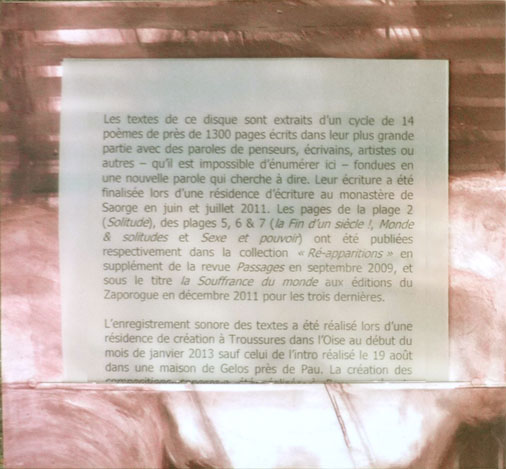 Les textes de ce disque sont extraits d'un cycle de 14
poèmes de près de 1300 pages écrits dans leur plus grande
partie avec des paroles de penseurs, écrivains, artistes ou
autres – qu'il est impossible d'énumérer ici – fondues en
une nouvelle parole qui cherche à dire. Leur écriture a été
finalisée lors d'une résidence d'écriture au monastère de
Saorge en juin et juillet 2011. Les pages de la plage 2
(Solitude), des plages 5, 6 & 7 (la Fin d'un siècle !, Monde
& solitudes et Sexe et pouvoir) ont été publiées
respectivement dans la collection « Ré-apparitions » en
supplément de la revue Passages en septembre 2009, et
sous le titre la Souffrance du monde aux éditions du
Zaporogue en décembre 2011 pour les trois dernières.
L'enregistrement sonore des textes a été réalisé lors d'une
résidence de création à Troussures dans l'Oise au début du
mois de janvier 2013 sauf celui de l'intro réalisé le 19 août
dans une maison de Gelos près de Pau. La création des